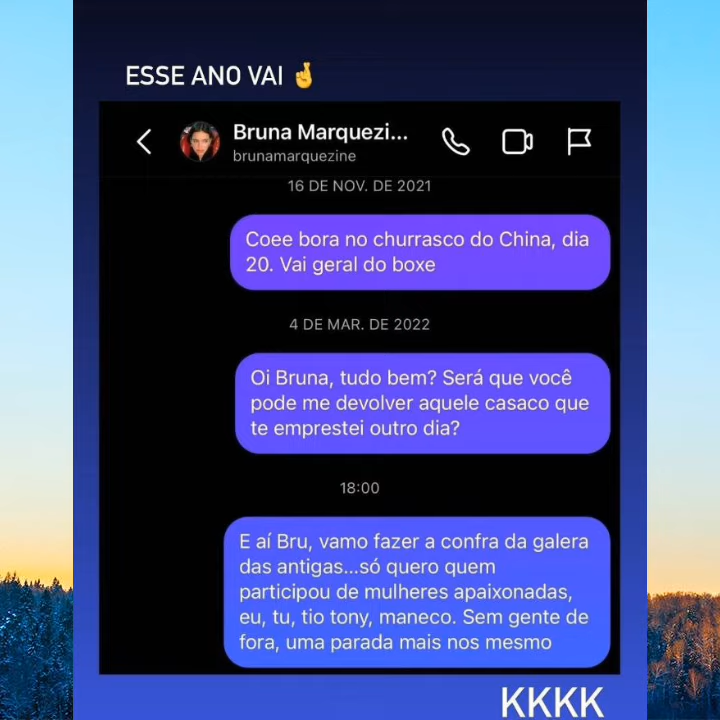 ESSE ANO VAI 🤞
Bruna Marquezi...
brunamarquezine
16 DE NOV. DE 2021
Coee bora no churrasco do China, dia
20. Vai geral do boxe
4 DE MAR. DE 2022
Oi Bruna, tudo bem? Será que você
pode me devolver aquele casaco que
te emprestei outro dia?
18:00
E aí Bru, vamo fazer a confra da galera
das antigas...só quero quem
participou de mulheres apaixonadas,
eu, tu, tio tony, maneco. Sem gente de
fora, uma parada mais nos mesmo
KKKK